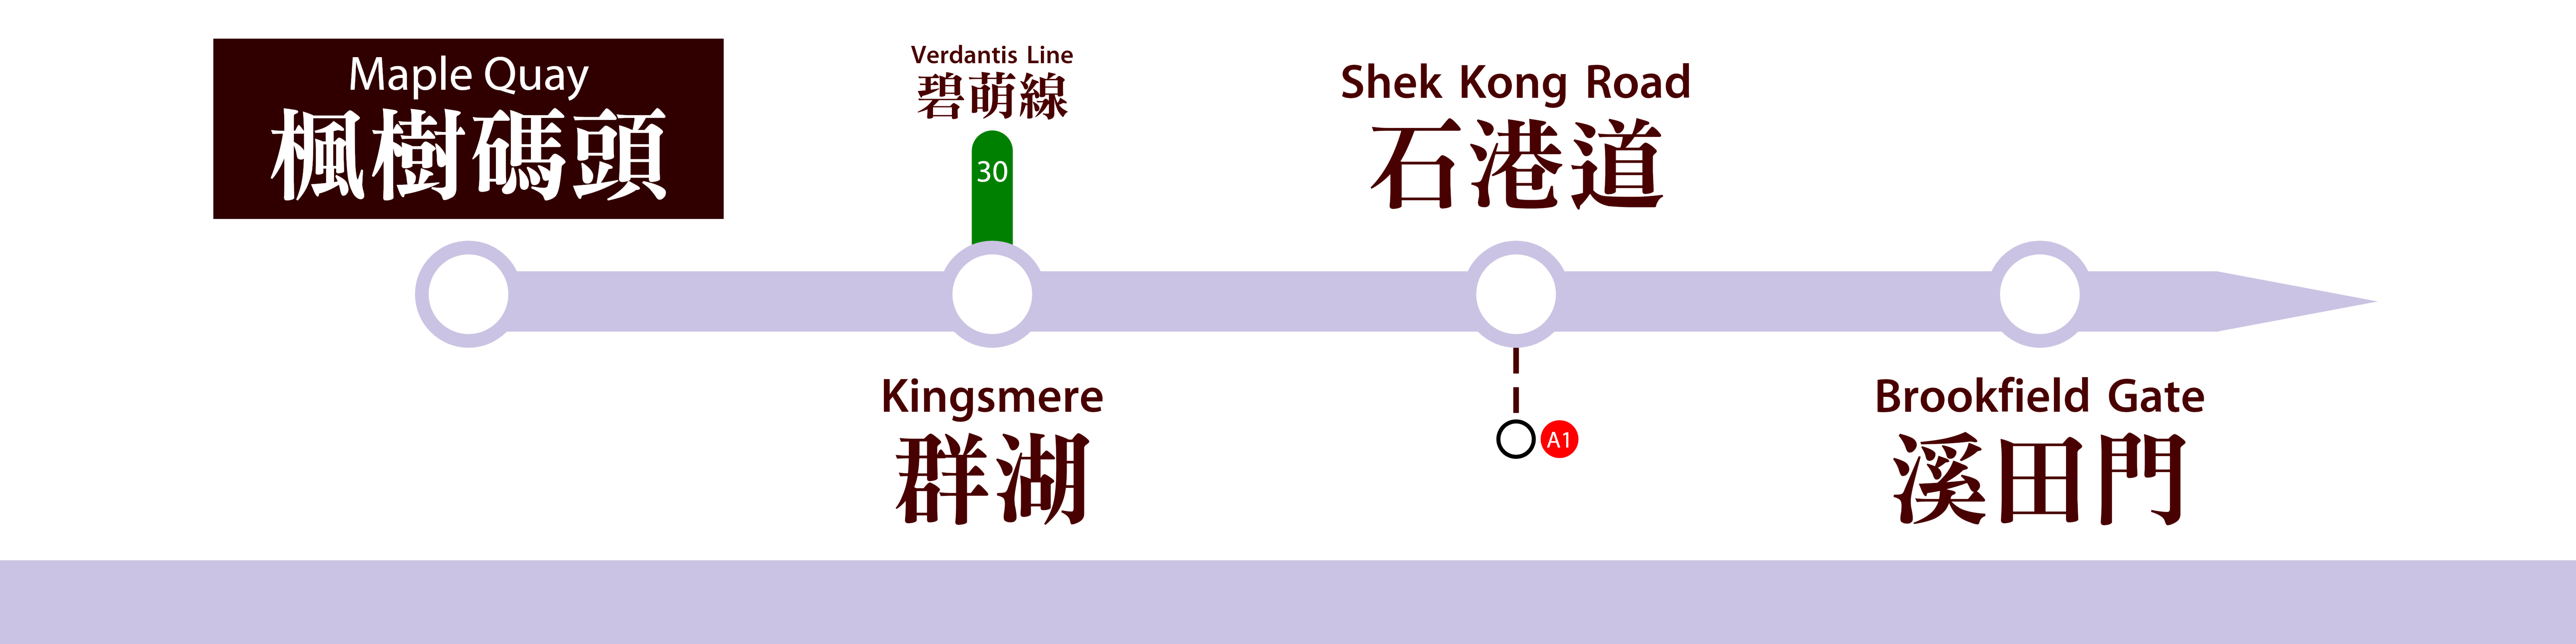 Maple Quay
楓樹碼頭
Verdantis Line
碧萌線
30
Kingsmere
群湖
Shek Kong Road
石港道
A1
Brookfield Gate
溪田門